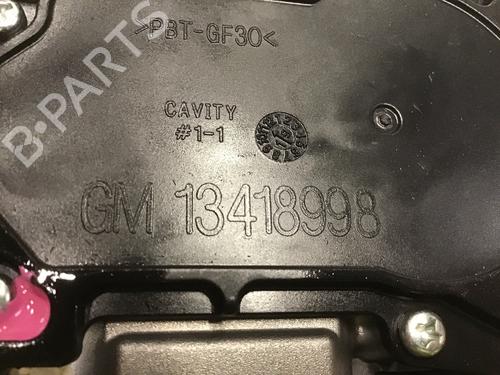 >PBT-GF30<
B-PARTS
CAVITY
#1-1
GM 13418998